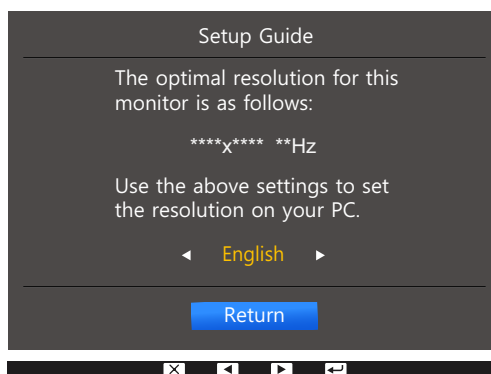 Setup Guide
The optimal resolution for this
monitor is as follows:
****x**** **Hz
Use the above settings to set
the resolution on your PC.
English
Return